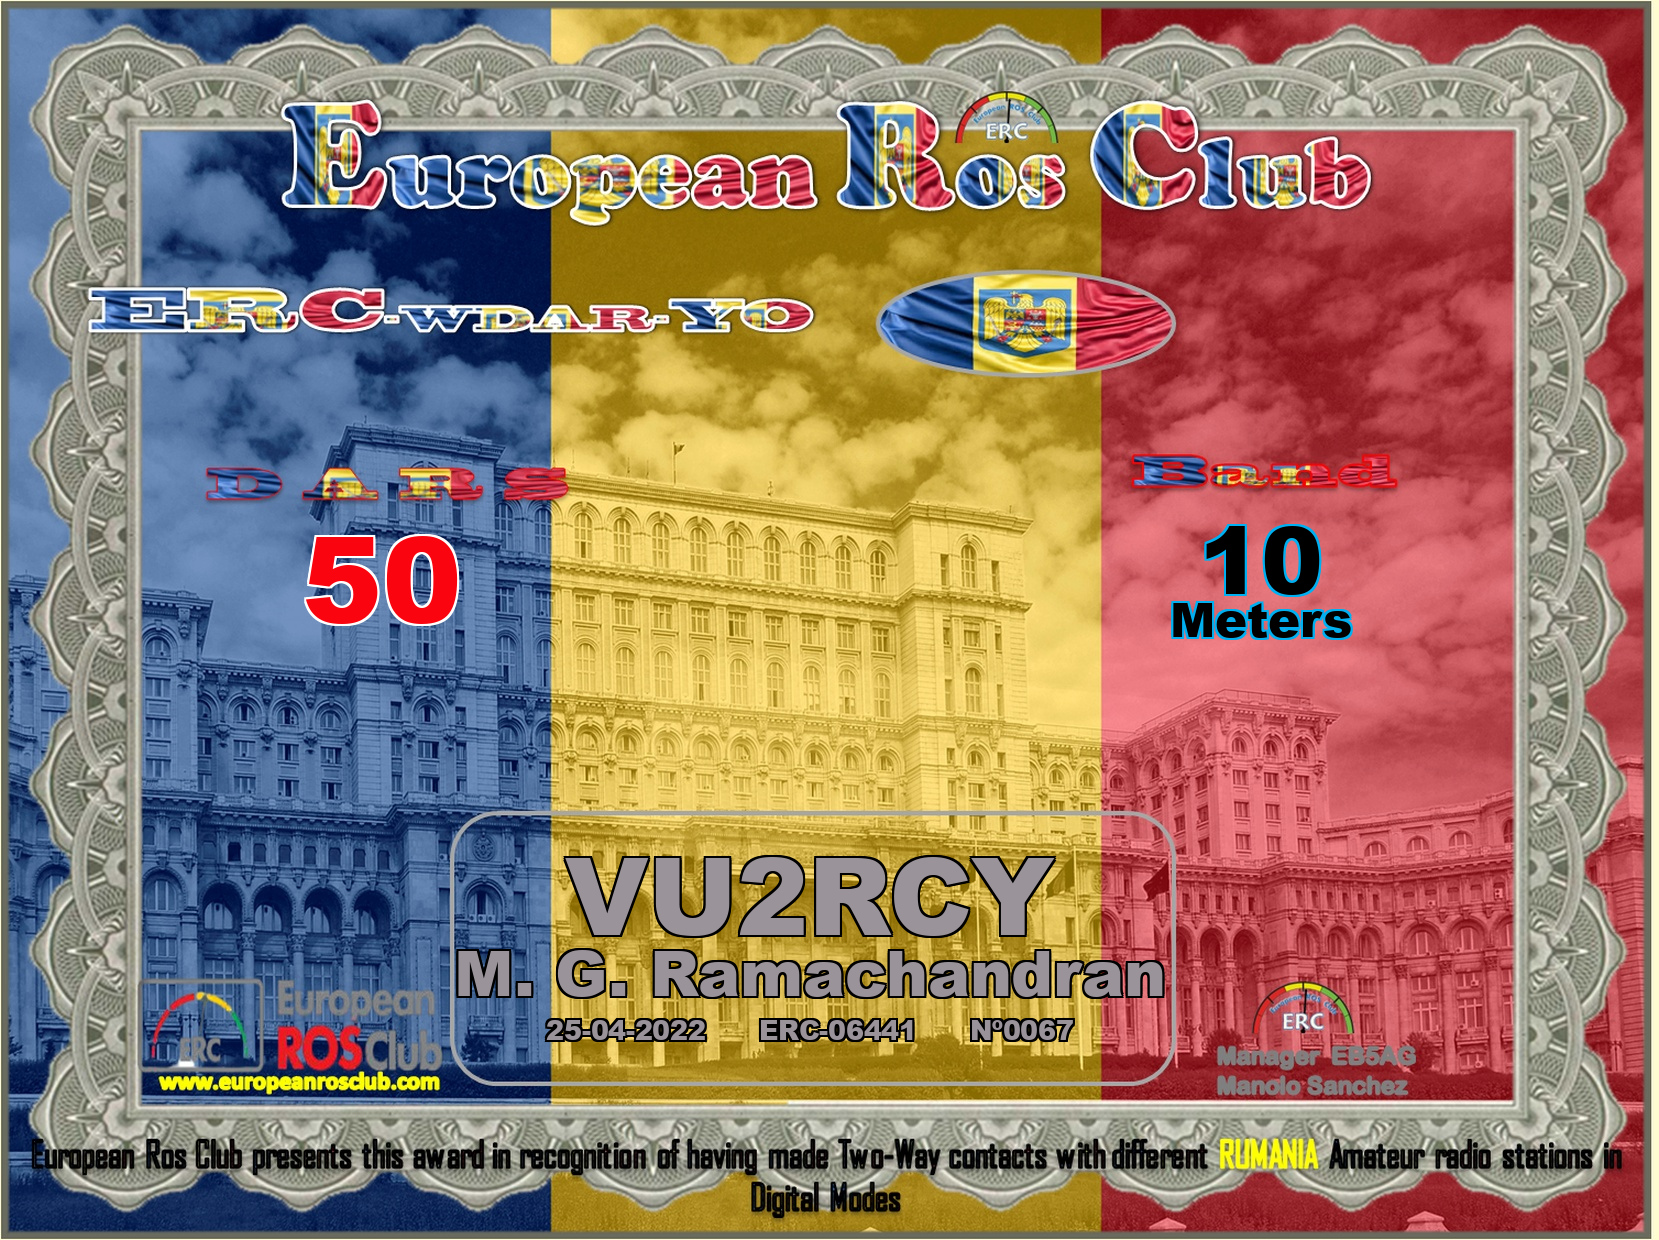 European Ros Club
ERC
ERC-WDAR-YO
DARS
Band
50
10
Meters
VU2RCY
M. G. Ramachandran
25-04-2022 ERC-06441 Nº0067
European
ROSClub
ERC
www.europeanrosclub.com
European ROS Club
ERC
Manager EB5AG
Manolo Sanchez
European Ros Club presents this award in recognition of having made Two-Way contacts with different RUMANIA Amateur radio stations in
Digital Modes